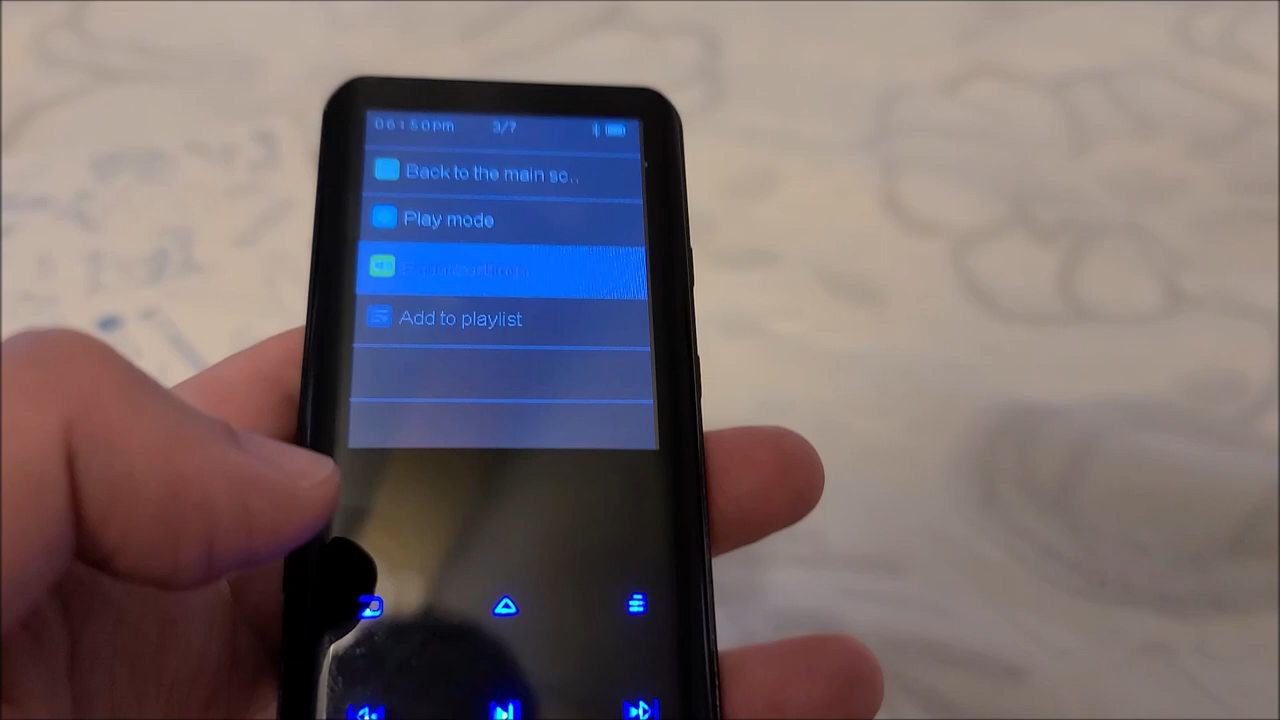 06:50PM 3/7
Back to the main sc..
Play mode
Add to playlist